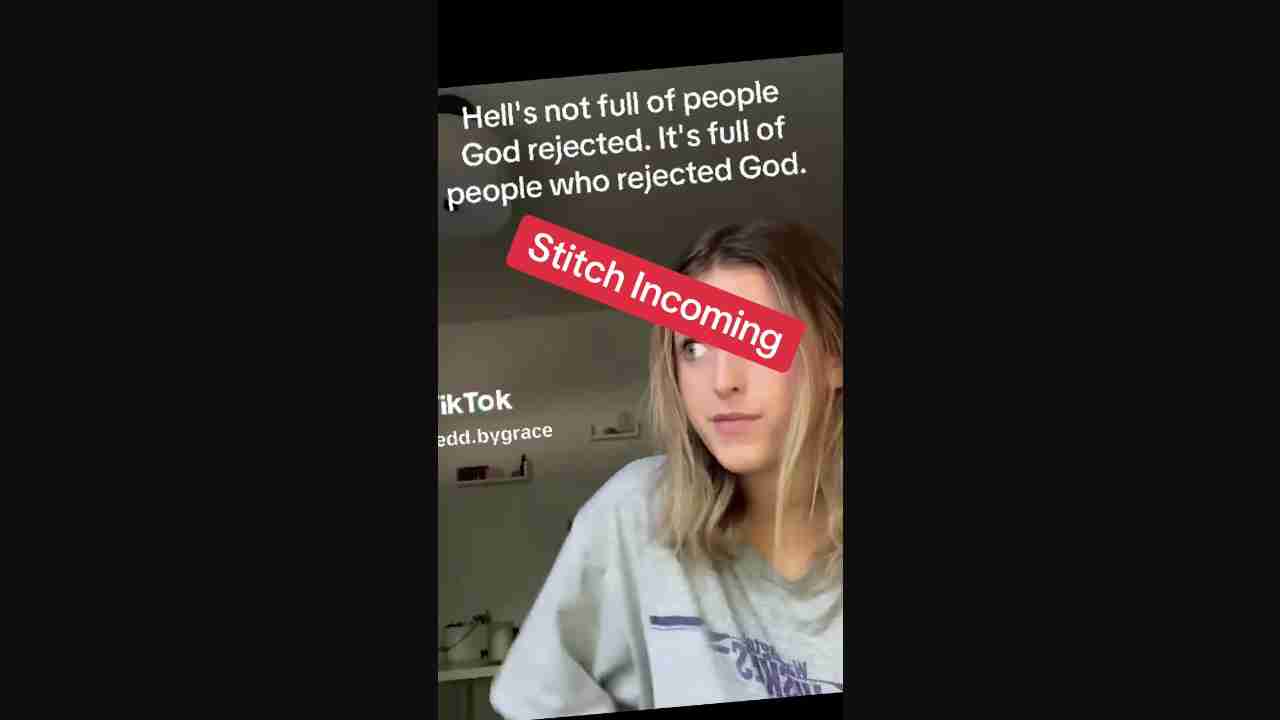 Hell's not full of people
God rejected. It's full of
people who rejected God.
Stitch Incoming
ikTok
edd.bygrace